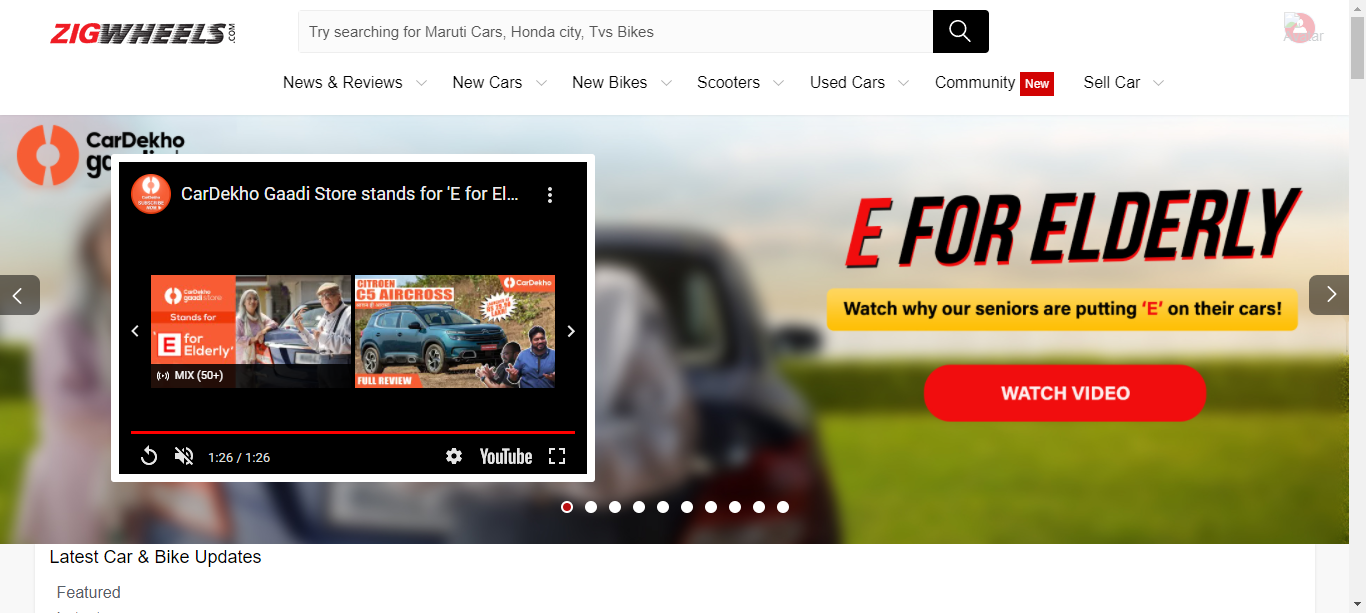 ZIGWHEELS.COM
Try searching for Maruti Cars, Honda city, Tvs Bikes
News & Reviews
New Cars
New Bikes
Scooters
Used Cars
Community New
Sell Car
CarDekho
CarDekho Gaadi Store stands for 'E for El...
CarDekho
gaadi store
Stands for
E for
Elderly'
MIX (50+)
CITROEN
C5 AIRCROSS
CarDekho
FULL REVIEW
1:26 / 1:26
YouTube
E FOR ELDERLY
Watch why our seniors are putting 'E' on their cars!
WATCH VIDEO
Latest Car & Bike Updates
Featured